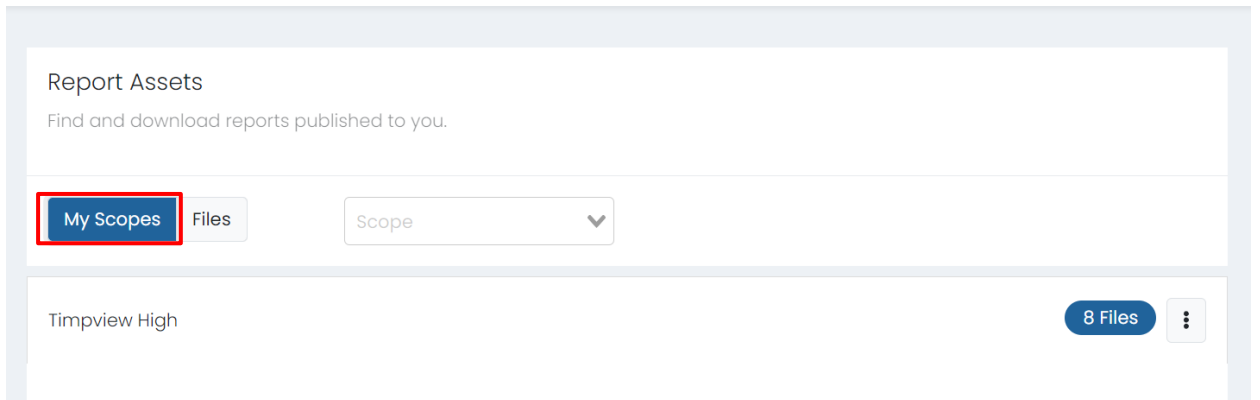 Report Assets
Find and download reports published to you.
My Scopes Files Scope
Timpview High 8 Files